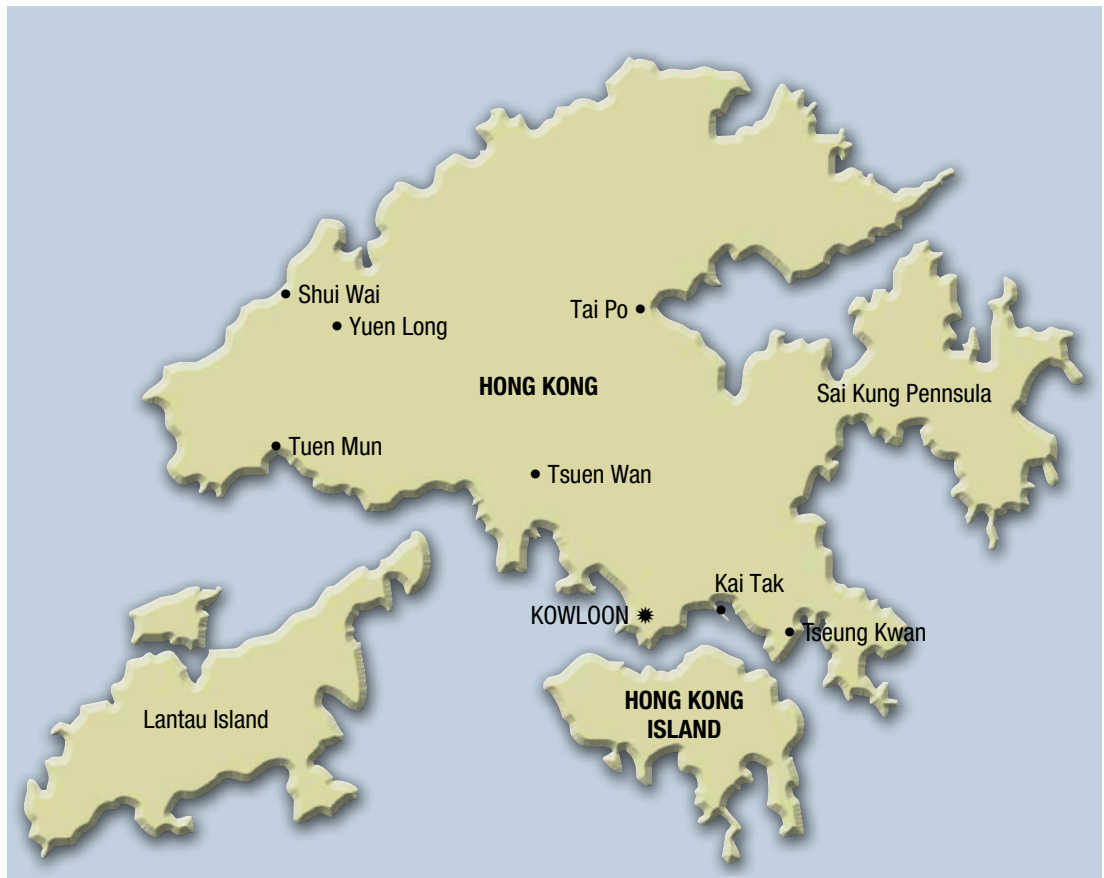 Shui Wai
Tai Po
Yuen Long
HONG KONG
Sai Kung Pennsula
Tuen Mun
Tsuen Wan
Kai Tak
KOWLOON
Tseung Kwan
HONG KONG
ISLAND
Lantau Island